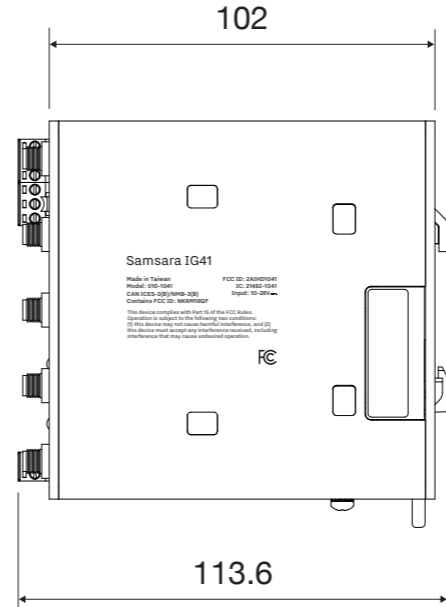 102
Samsara IG41
Made in Taiwan FCC ID: 2AIHD1041
Model: 010-1041 IC: 21492-1041
CAN ICES-3(B)/NMB-3(B) Input: 10-28V
Contains FCC ID: NKRM18QF
This device complies with Part 15 of the FCC Rules.
Operation is subject to the following two conditions:
(1) this device may not cause harmful interference, and (2)
this device must accept any interference received, including
interference that may cause undesired operation.
FC
113.6